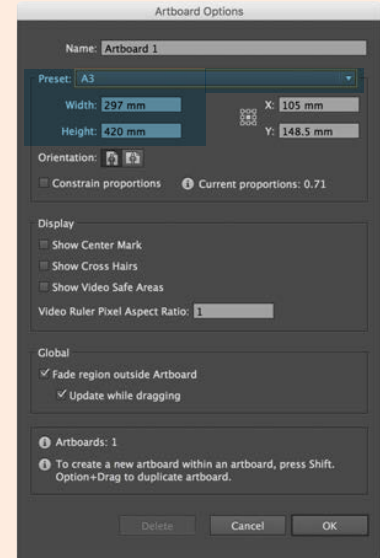 Artboard Options
Name: Artboard 1
Preset: A3
Width: 297 mm X: 105 mm
Height: 420 mm Y: 148.5 mm
Orientation:
Constrain proportions Current proportions: 0.71
Display
Show Center Mark
Show Cross Hairs
Show Video Safe Areas
Video Ruler Pixel Aspect Ratio: 1
Global
Fade region outside Artboard
Update while dragging
Artboards: 1
To create a new artboard within an artboard, press Shift.
Option+Drag to duplicate artboard.
Delete Cancel OK